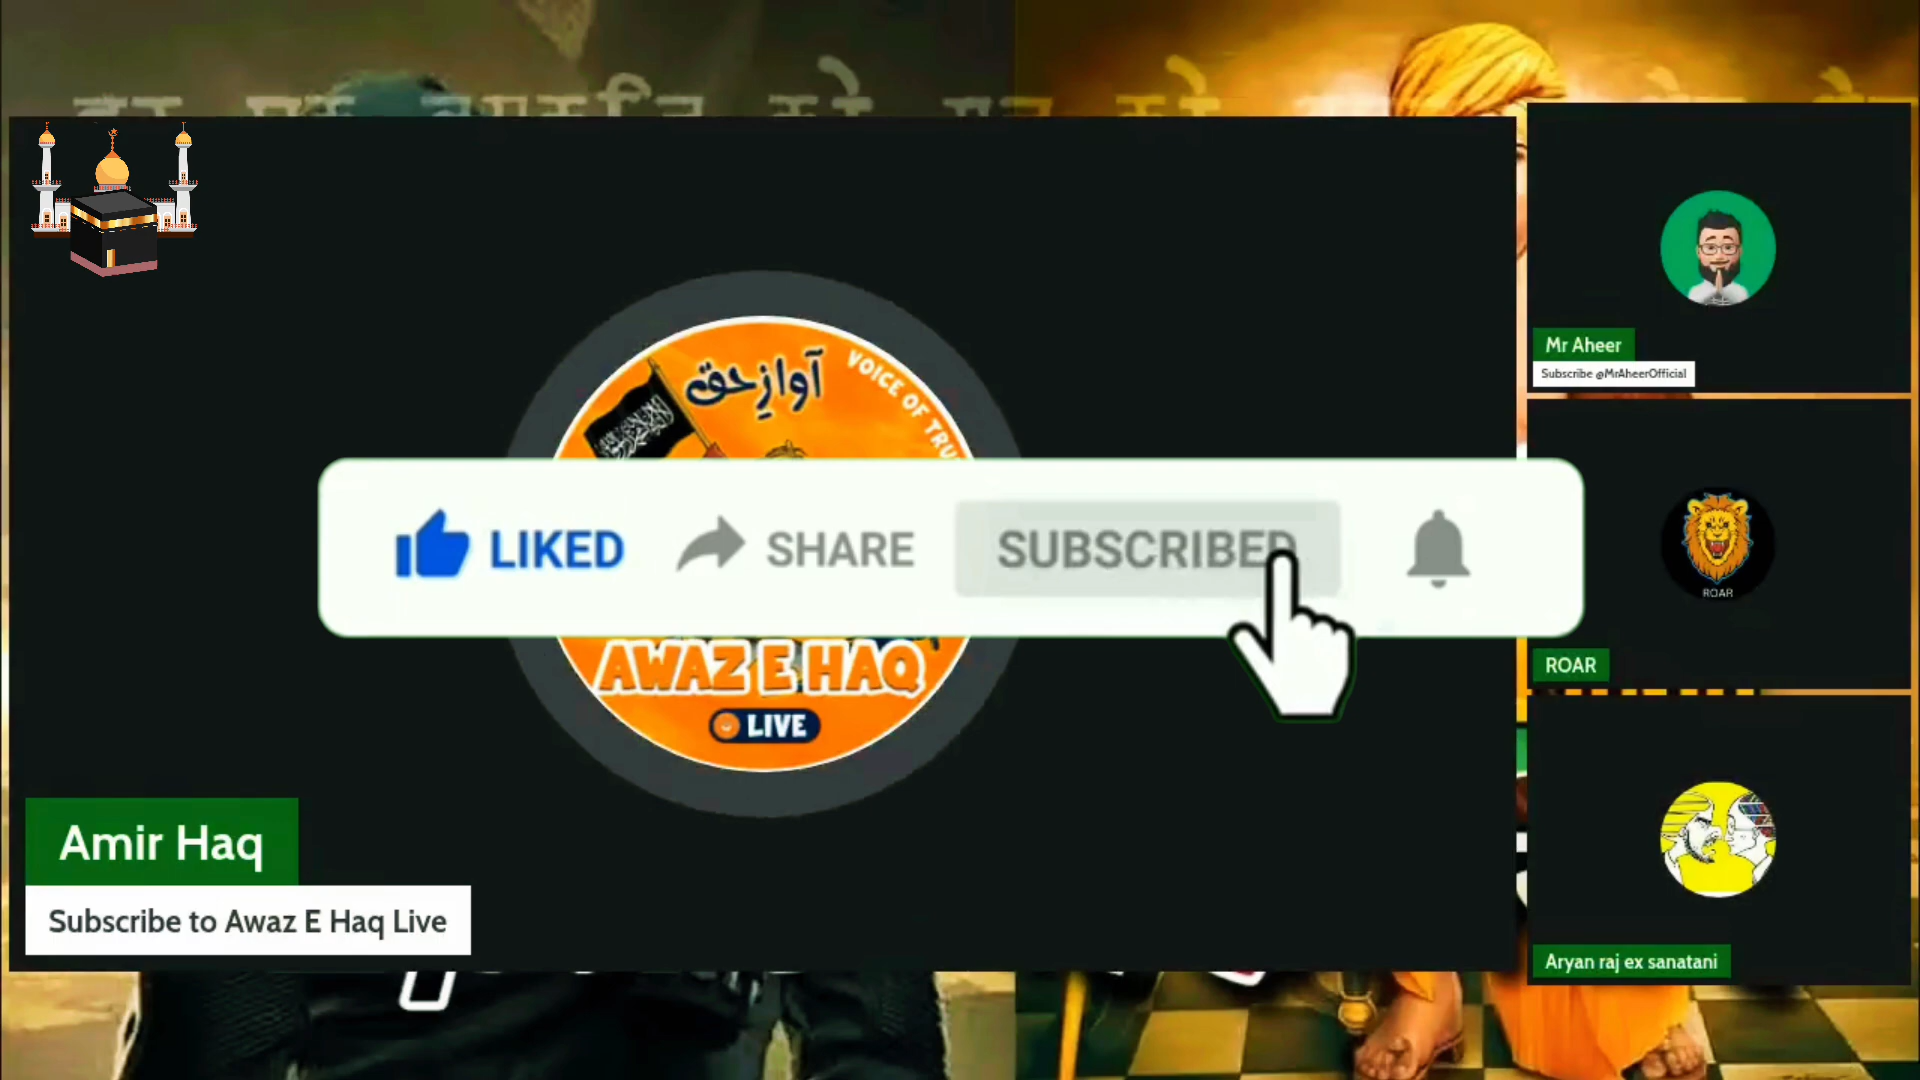 آوازِ حق
VOICE OF
LIKED
SHARE
SUBSCRIBED
AWAZ E HAQ
LIVE
Amir Haq
Subscribe to Awaz E Haq Live
Mr Aheer
Subscribe @MrAheerOfficial
ROAR
ROAR
Aryan raj ex sanatani